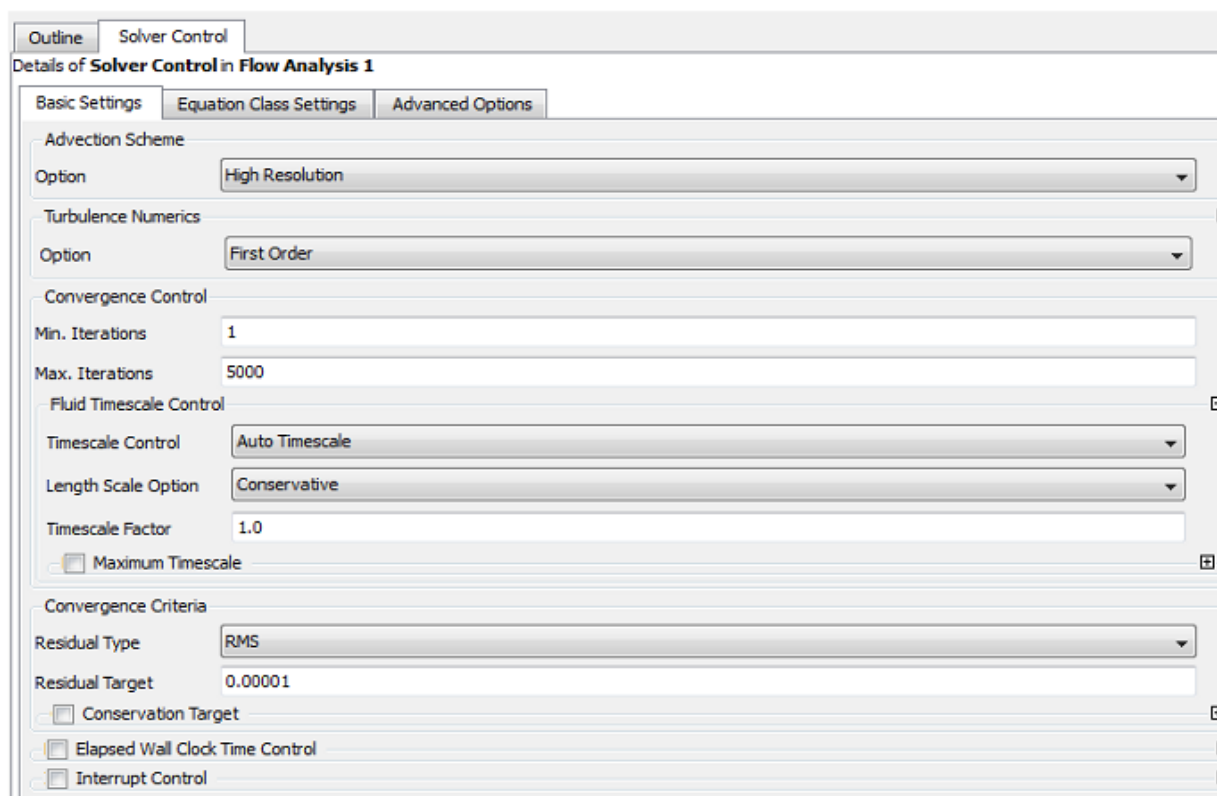 Outline Solver Control
Details of Solver Control in Flow Analysis 1
Basic Settings Equation Class Settings Advanced Options
Advection Scheme
Option High Resolution
Turbulence Numerics
Option First Order
Convergence Control
Min. Iterations 1
Max. Iterations 5000
Fluid Timescale Control
Timescale Control Auto Timescale
Length Scale Option Conservative
Timescale Factor 1.0
Maximum Timescale
Convergence Criteria
Residual Type RMS
Residual Target 0.00001
Conservation Target
Elapsed Wall Clock Time Control
Interrupt Control